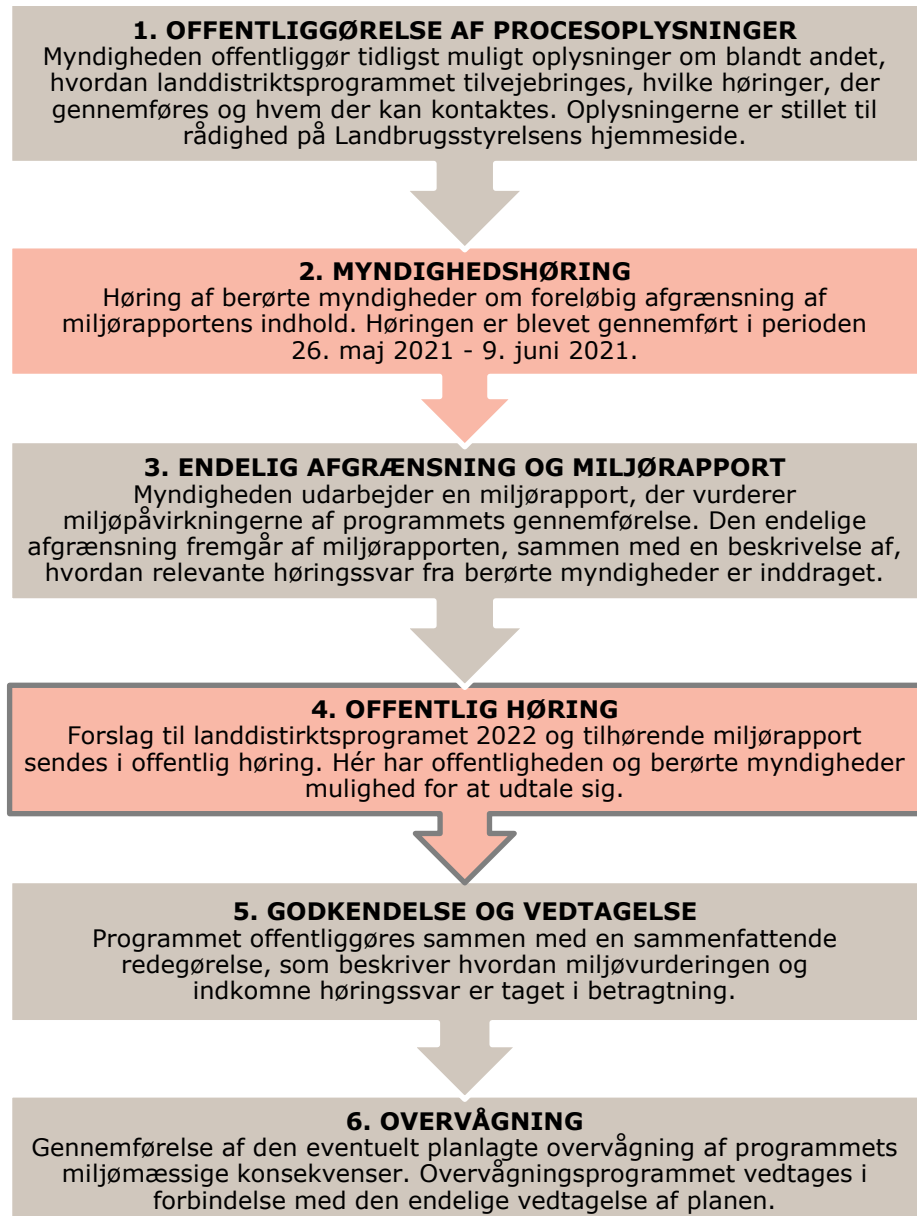 1. OFFENTLIGGØRELSE AF PROCESOPLYSNINGER
Myndigheden offentliggør tidligst muligt oplysninger om blandt andet,
hvordan landdistriktsprogrammet tilvejebringes, hvilke høringer, der
gennemføres og hvem der kan kontaktes. Oplysningerne er stillet til
rådighed på Landbrugsstyrelsens hjemmeside.
2. MYNDIGHEDSHØRING
Høring af berørte myndigheder om foreløbig afgrænsning af
miljørapportens indhold. Høringen er blevet gennemført i perioden
26. maj 2021 - 9. juni 2021.
3. ENDELIG AFGRÆNSNING OG MILJØRAPPORT
Myndigheden udarbejder en miljørapport, der vurderer
miljøpåvirkningerne af programmets gennemførelse. Den endelige
afgrænsning fremgår af miljørapporten, sammen med en beskrivelse af,
hvordan relevante høringssvar fra berørte myndigheder er inddraget.
4. OFFENTLIG HØRING
Forslag til landdistirktsprogramet 2022 og tilhørende miljørapport
sendes i offentlig høring. Hér har offentligheden og berørte myndigheder
mulighed for at udtale sig.
5. GODKENDELSE OG VEDTAGELSE
Programmet offentliggøres sammen med en sammenfattende
redegørelse, som beskriver hvordan miljøvurderingen og
indkomne høringssvar er taget i betragtning.
6. OVERVÅGNING
Gennemførelse af den eventuelt planlagte overvågning af programmets
miljømæssige konsekvenser. Overvågningsprogrammet vedtages i
forbindelse med den endelige vedtagelse af planen.